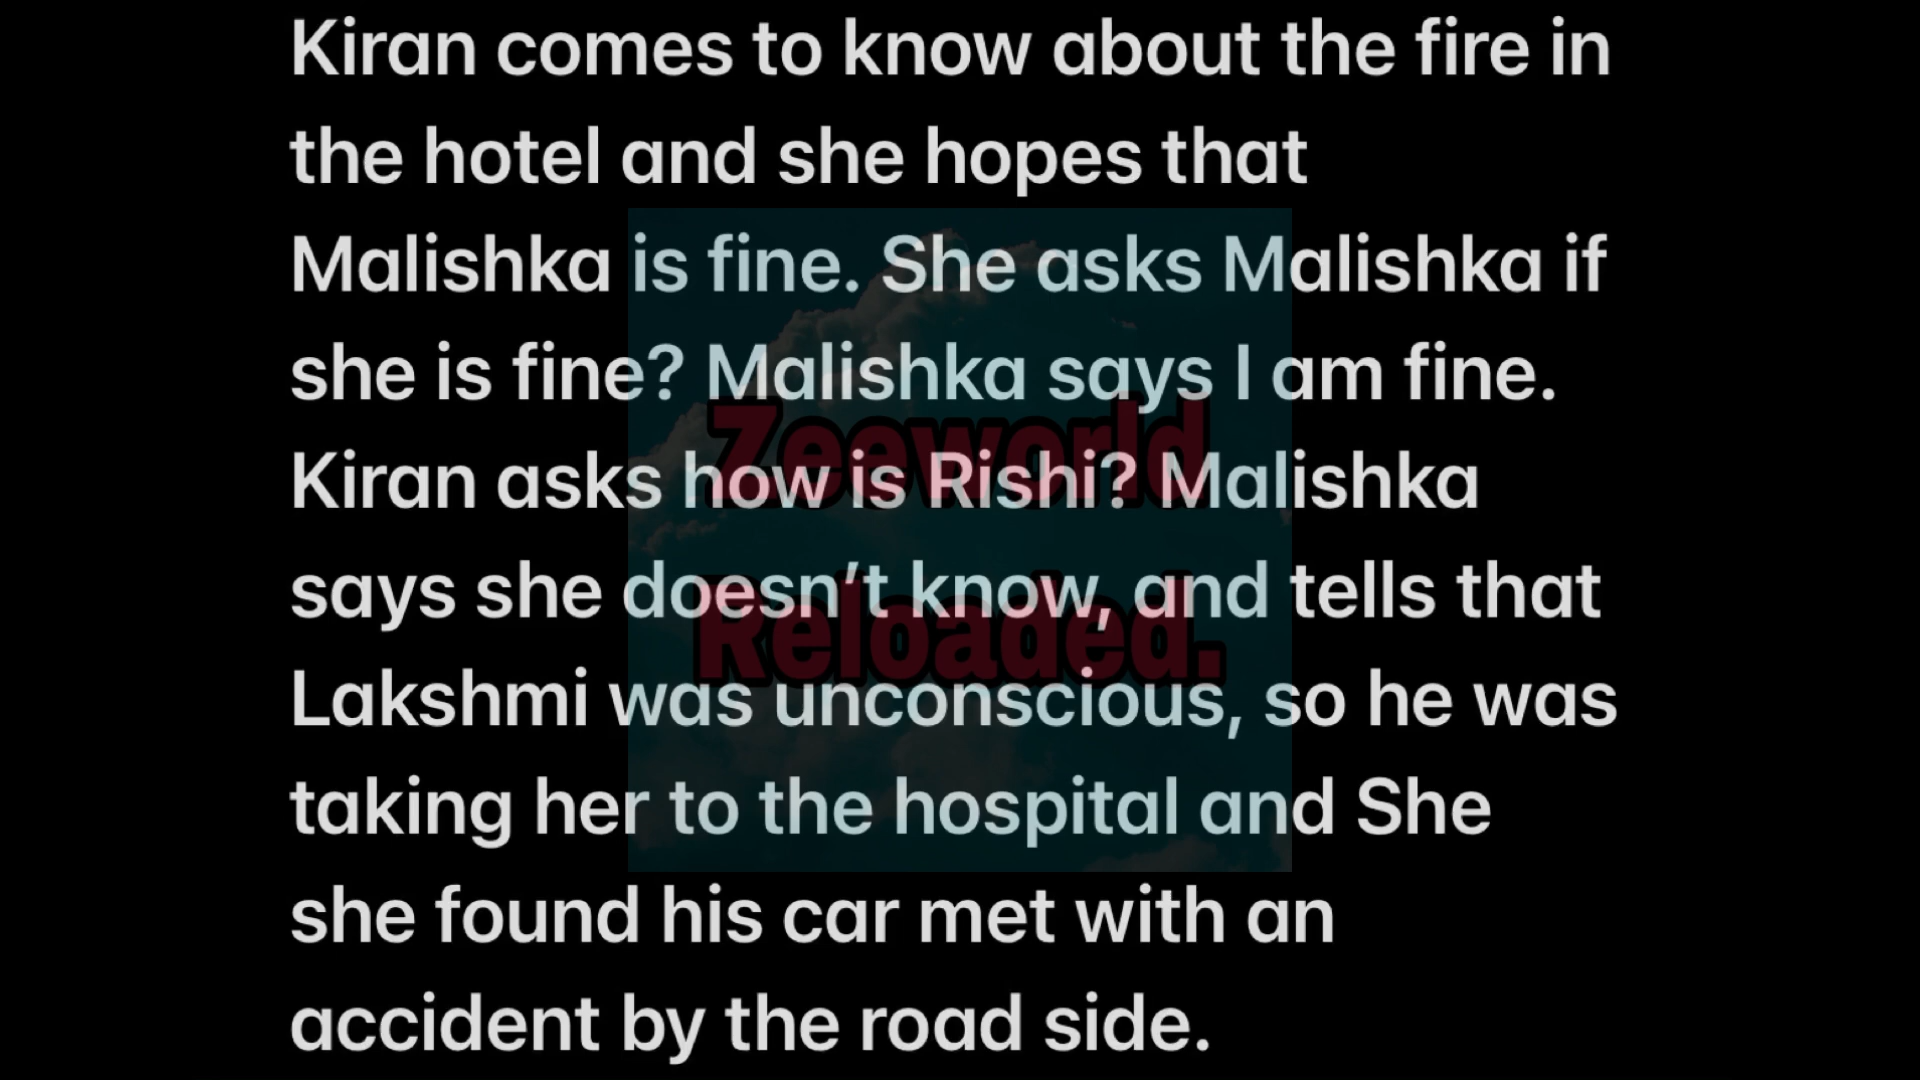 Kiran comes to know about the fire in
the hotel and she hopes that
Malishka is fine. She asks Malishka if
she is fine? Malishka says I am fine.
Kiran asks how is Rishi? Malishka
says she doesn't know, and tells that
Lakshmi was unconscious, so he was
taking her to the hospital and She
she found his car met with an
accident by the road side.
Zeeworld
Reloaded.